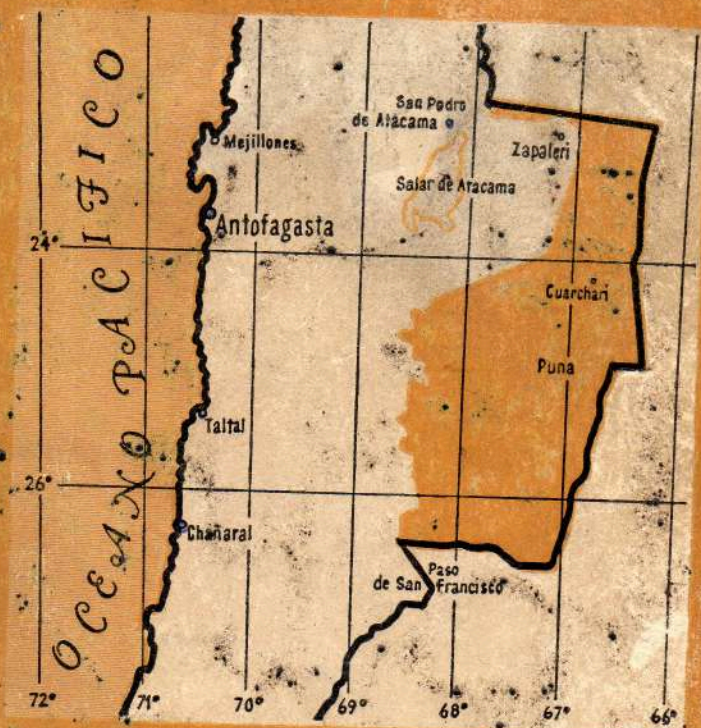 OCEANO PACIFICO
San Pedro
de Atacama
Mejillones
Zapaleri
Salar de Atacama
Antofagasta
24°
Cuarchari
Puna
Taltal
26°
Chañaral
Paso
de San Francisco
72° 71° 70° 69° 68° 67° 66°